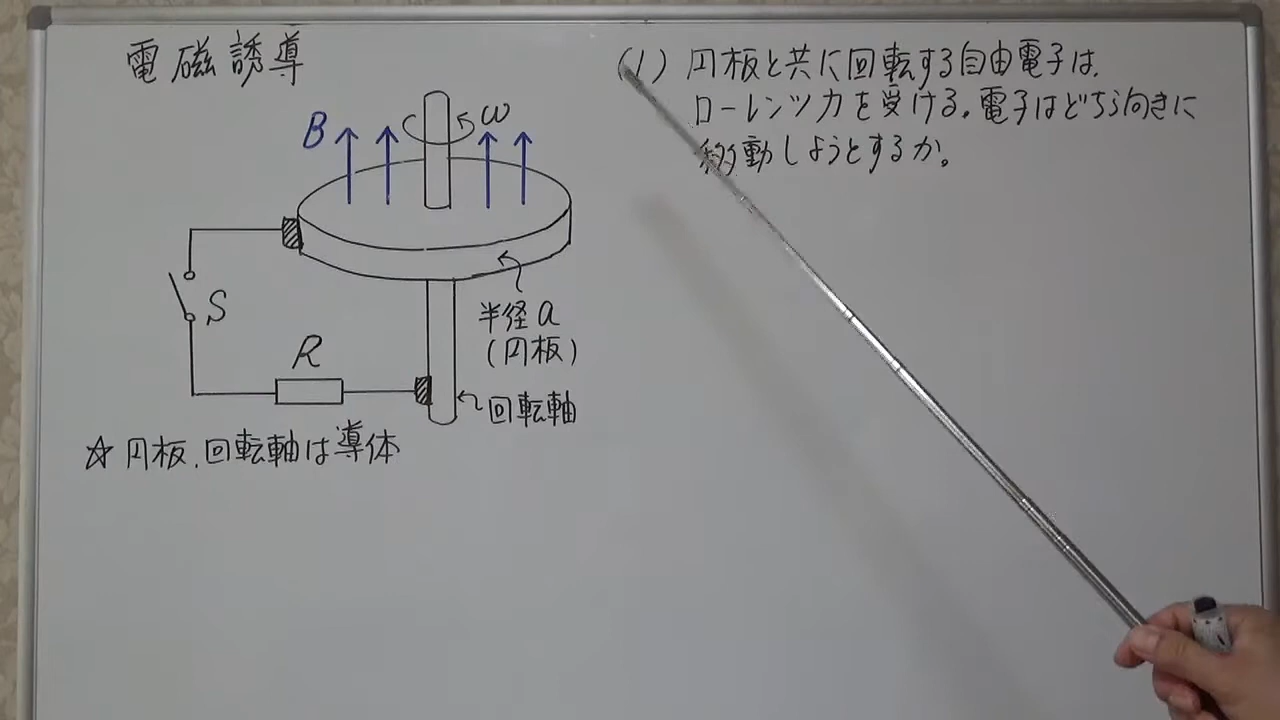 電磁誘導
(1) 円板と共に回転する自由電子は、
ローレンツ力を受ける。電子はどちら向きに
移動しようとするか。
B
ω
S
R
半径a
(円板)
回転軸
☆ 円板、回転軸は導体